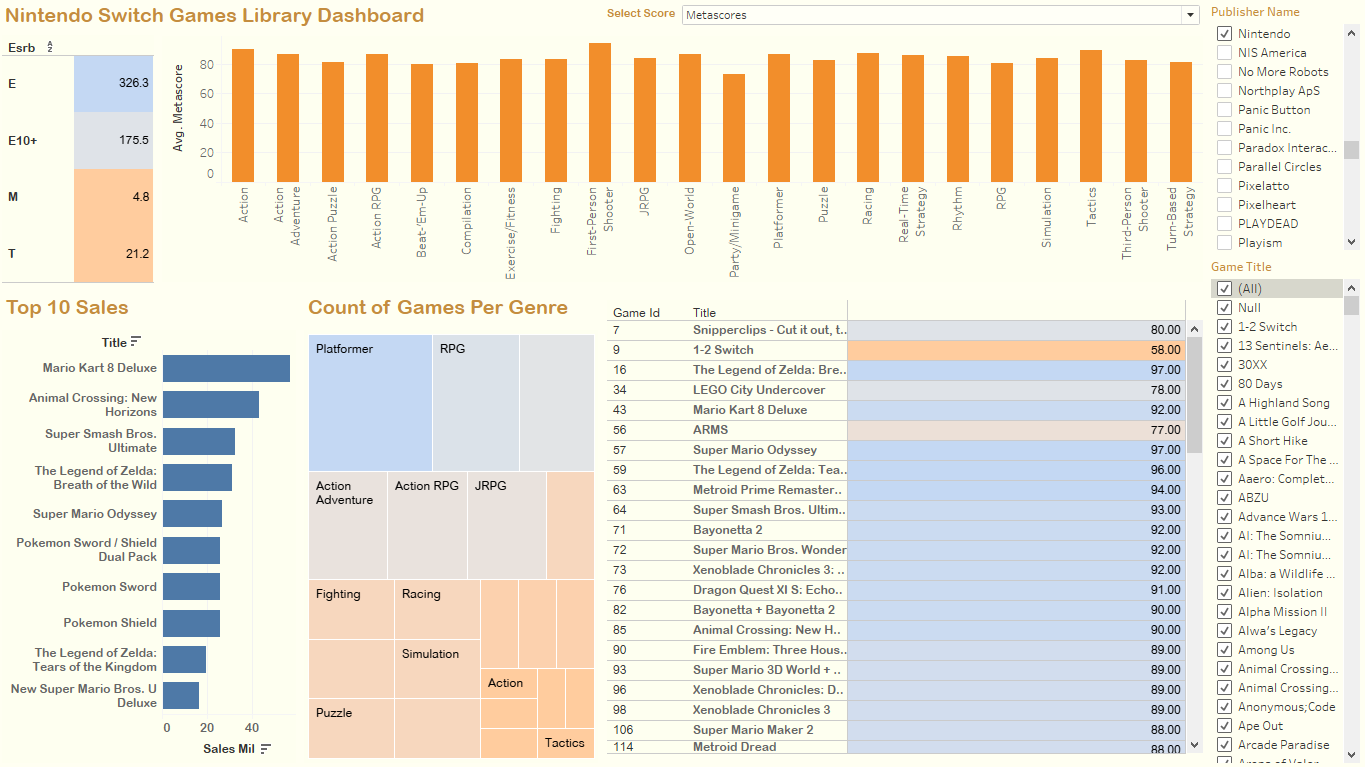 Nintendo Switch Games Library Dashboard
Select Score
Metascores
Esrb
E 326.3
E10+ 175.5
M 4.8
T 21.2
Avg. Metascore
80
60
40
20
0
Action
Action
Adventure
Action Puzzle
Action RPG
Beat-'Em-Up
Compilation
Exercise/Fitness
Fighting
First-Person
Shooter
JRPG
Open-World
Party/Minigame
Platformer
Puzzle
Racing
Real-Time
Strategy
Rhythm
RPG
Simulation
Tactics
Third-Person
Shooter
Turn-Based
Strategy
Top 10 Sales
Title
Mario Kart 8 Deluxe
Animal Crossing: New
Horizons
Super Smash Bros.
Ultimate
The Legend of Zelda:
Breath of the Wild
Super Mario Odyssey
Pokemon Sword / Shield
Dual Pack
Pokemon Sword
Pokemon Shield
The Legend of Zelda:
Tears of the Kingdom
New Super Mario Bros. U
Deluxe
0 20 40
Sales Mil
Count of Games Per Genre
Platformer
RPG
Action
Adventure
Action RPG
JRPG
Fighting
Racing
Simulation
Action
Puzzle
Tactics
Game Id Title
7 Snipperclips - Cut it out, t.. 80.00
9 1-2 Switch 58.00
16 The Legend of Zelda: Bre.. 97.00
34 LEGO City Undercover 78.00
43 Mario Kart 8 Deluxe 92.00
56 ARMS 77.00
57 Super Mario Odyssey 97.00
59 The Legend of Zelda: Tea.. 96.00
63 Metroid Prime Remaster.. 94.00
64 Super Smash Bros. Ultim.. 93.00
71 Bayonetta 2 92.00
72 Super Mario Bros. Wonder 92.00
73 Xenoblade Chronicles 3: .. 92.00
76 Dragon Quest XI S: Echo.. 91.00
82 Bayonetta + Bayonetta 2 90.00
85 Animal Crossing: New H.. 90.00
90 Fire Emblem: Three Hous.. 89.00
93 Super Mario 3D World + .. 89.00
96 Xenoblade Chronicles: D.. 89.00
98 Xenoblade Chronicles 3 89.00
106 Super Mario Maker 2 88.00
114 Metroid Dread 88.00
Publisher Name
Nintendo
NIS America
No More Robots
Northplay ApS
Panic Button
Panic Inc.
Paradox Interac...
Parallel Circles
Pixelatto
Pixelheart
PLAYDEAD
Playism
Game Title
(All)
Null
1-2 Switch
13 Sentinels: Ae...
30XX
80 Days
A Highland Song
A Little Golf Jou...
A Short Hike
A Space For The ...
Aaero: Complet...
ABZU
Advance Wars 1...
AI: The Somniu...
AI: The Somniu...
Alba: a Wildlife ...
Alien: Isolation
Alpha Mission II
Alwa's Legacy
Among Us
Animal Crossing...
Animal Crossing...
Anonymous;Code
Ape Out
Arcade Paradise